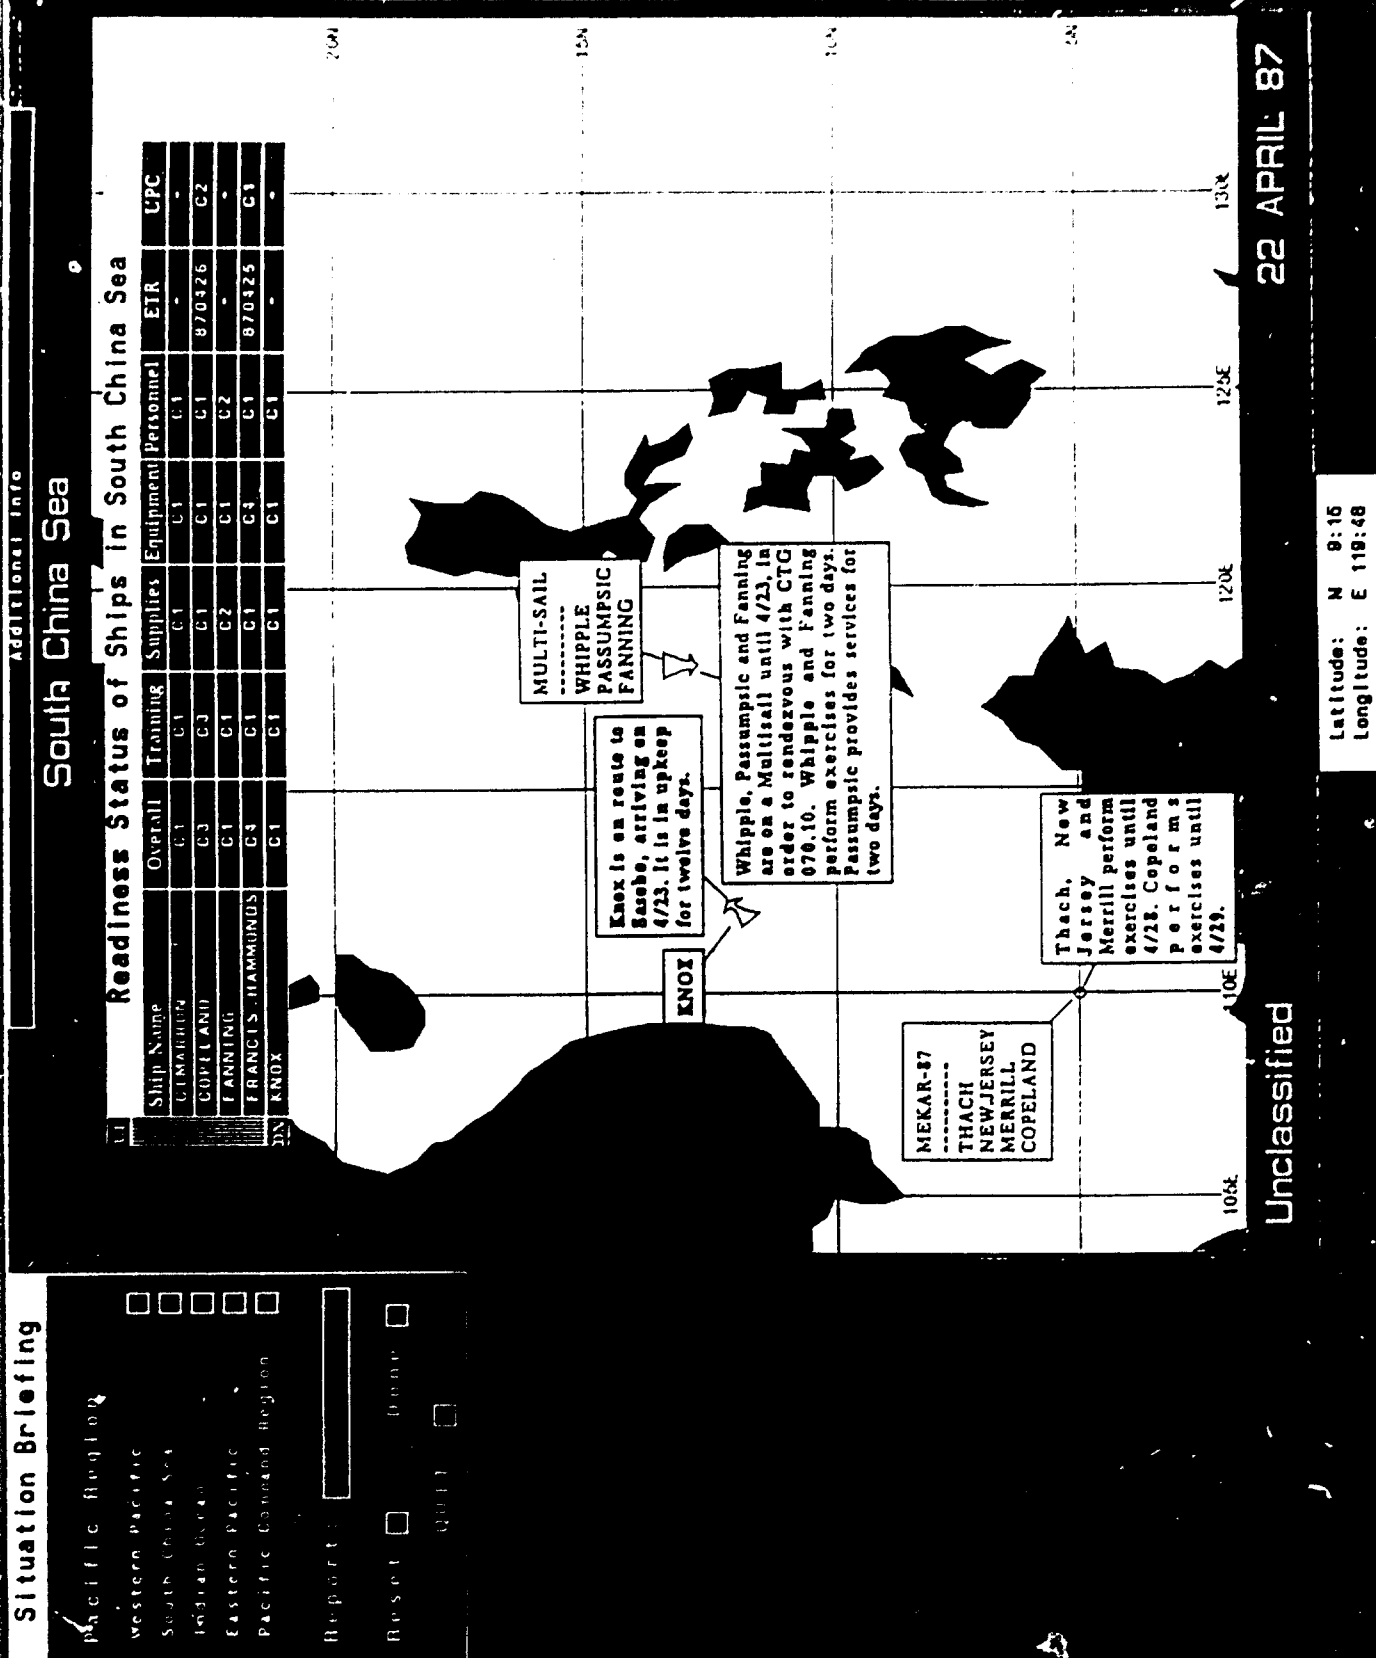 Situation Briefing
Pacific Region
Western Pacific
South China Sea
Indian Ocean
Eastern Pacific
Pacific Command Region
Report:
Reset
Done
QUIT
Additional Info
South China Sea
Readiness Status of Ships in South China Sea
Ship Name Overall Training Supplies Equipment Personnel ETR UPC
CIMARRON C1 C1 C1 C1 C1 - -
COPELAND C3 C3 C1 C1 C1 870426 C2
FANNING C1 C1 C2 C1 C2 - -
FRANCIS.HAMMONDS C4 C1 C1 C4 C1 870425 C1
KNOX C1 C1 C1 C1 C1 - -
DN
20N
15N
10N
5N
MULTI-SAIL
----------
WHIPPLE
PASSUMPSIC
FANNING
Knox is en route to
Sasebo, arriving on
4/23. It is in upkeep
for twelve days.
KNOX
Whipple, Passumpsic and Fanning
are on a Multisail until 4/23, in
order to rendezvous with CTG
070.10. Whipple and Fanning
perform exercises for two days.
Passumpsic provides services for
two days.
MEKAR-87
---------
THACH
NEWJERSEY
MERRILL
COPELAND
Thach, New
Jersey and
Merrill perform
exercises until
4/28. Copeland
performs
exercises until
4/29.
105E
110E
120E
125E
130E
Unclassified
22 APRIL 87
Latitude: N 9:15
Longitude: E 119:48